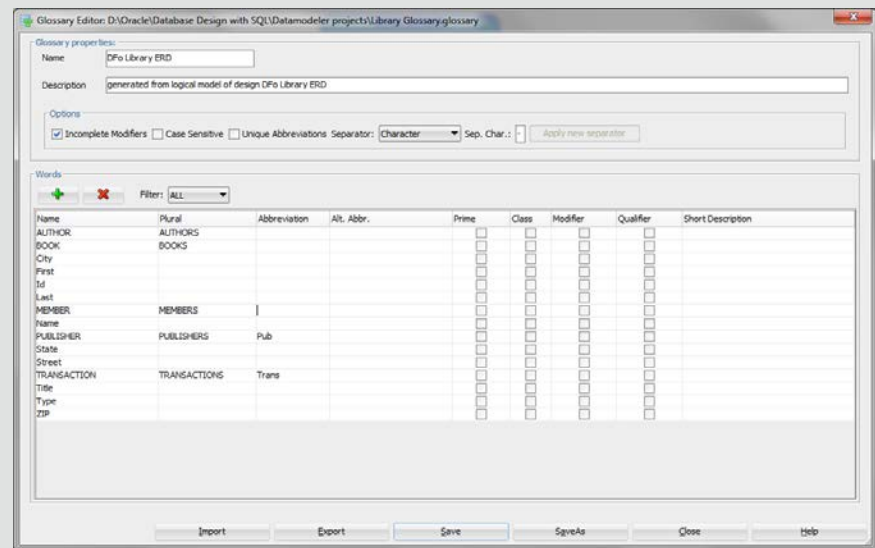 Glossary Editor: D:\Oracle\Database Design with SQL\Datamodeler projects\Library Glossary.glossary
Glossary properties:
Name DFo Library ERD
Description generated from logical model of design DFo Library ERD
Options
Incomplete Modifiers Case Sensitive Unique Abbreviations Separator: Character Sep. Char.: - Apply new separator
Words
Filter: ALL
Name Plural Abbreviation Alt. Abbr. Prime Class Modifier Qualifier Short Description
AUTHOR AUTHORS
BOOK BOOKS
City
First
Id
Last
MEMBER MEMBERS
Name
PUBLISHER PUBLISHERS Pub
State
Street
TRANSACTION TRANSACTIONS Trans
Title
Type
ZIP
Import Export Save SaveAs Close Help